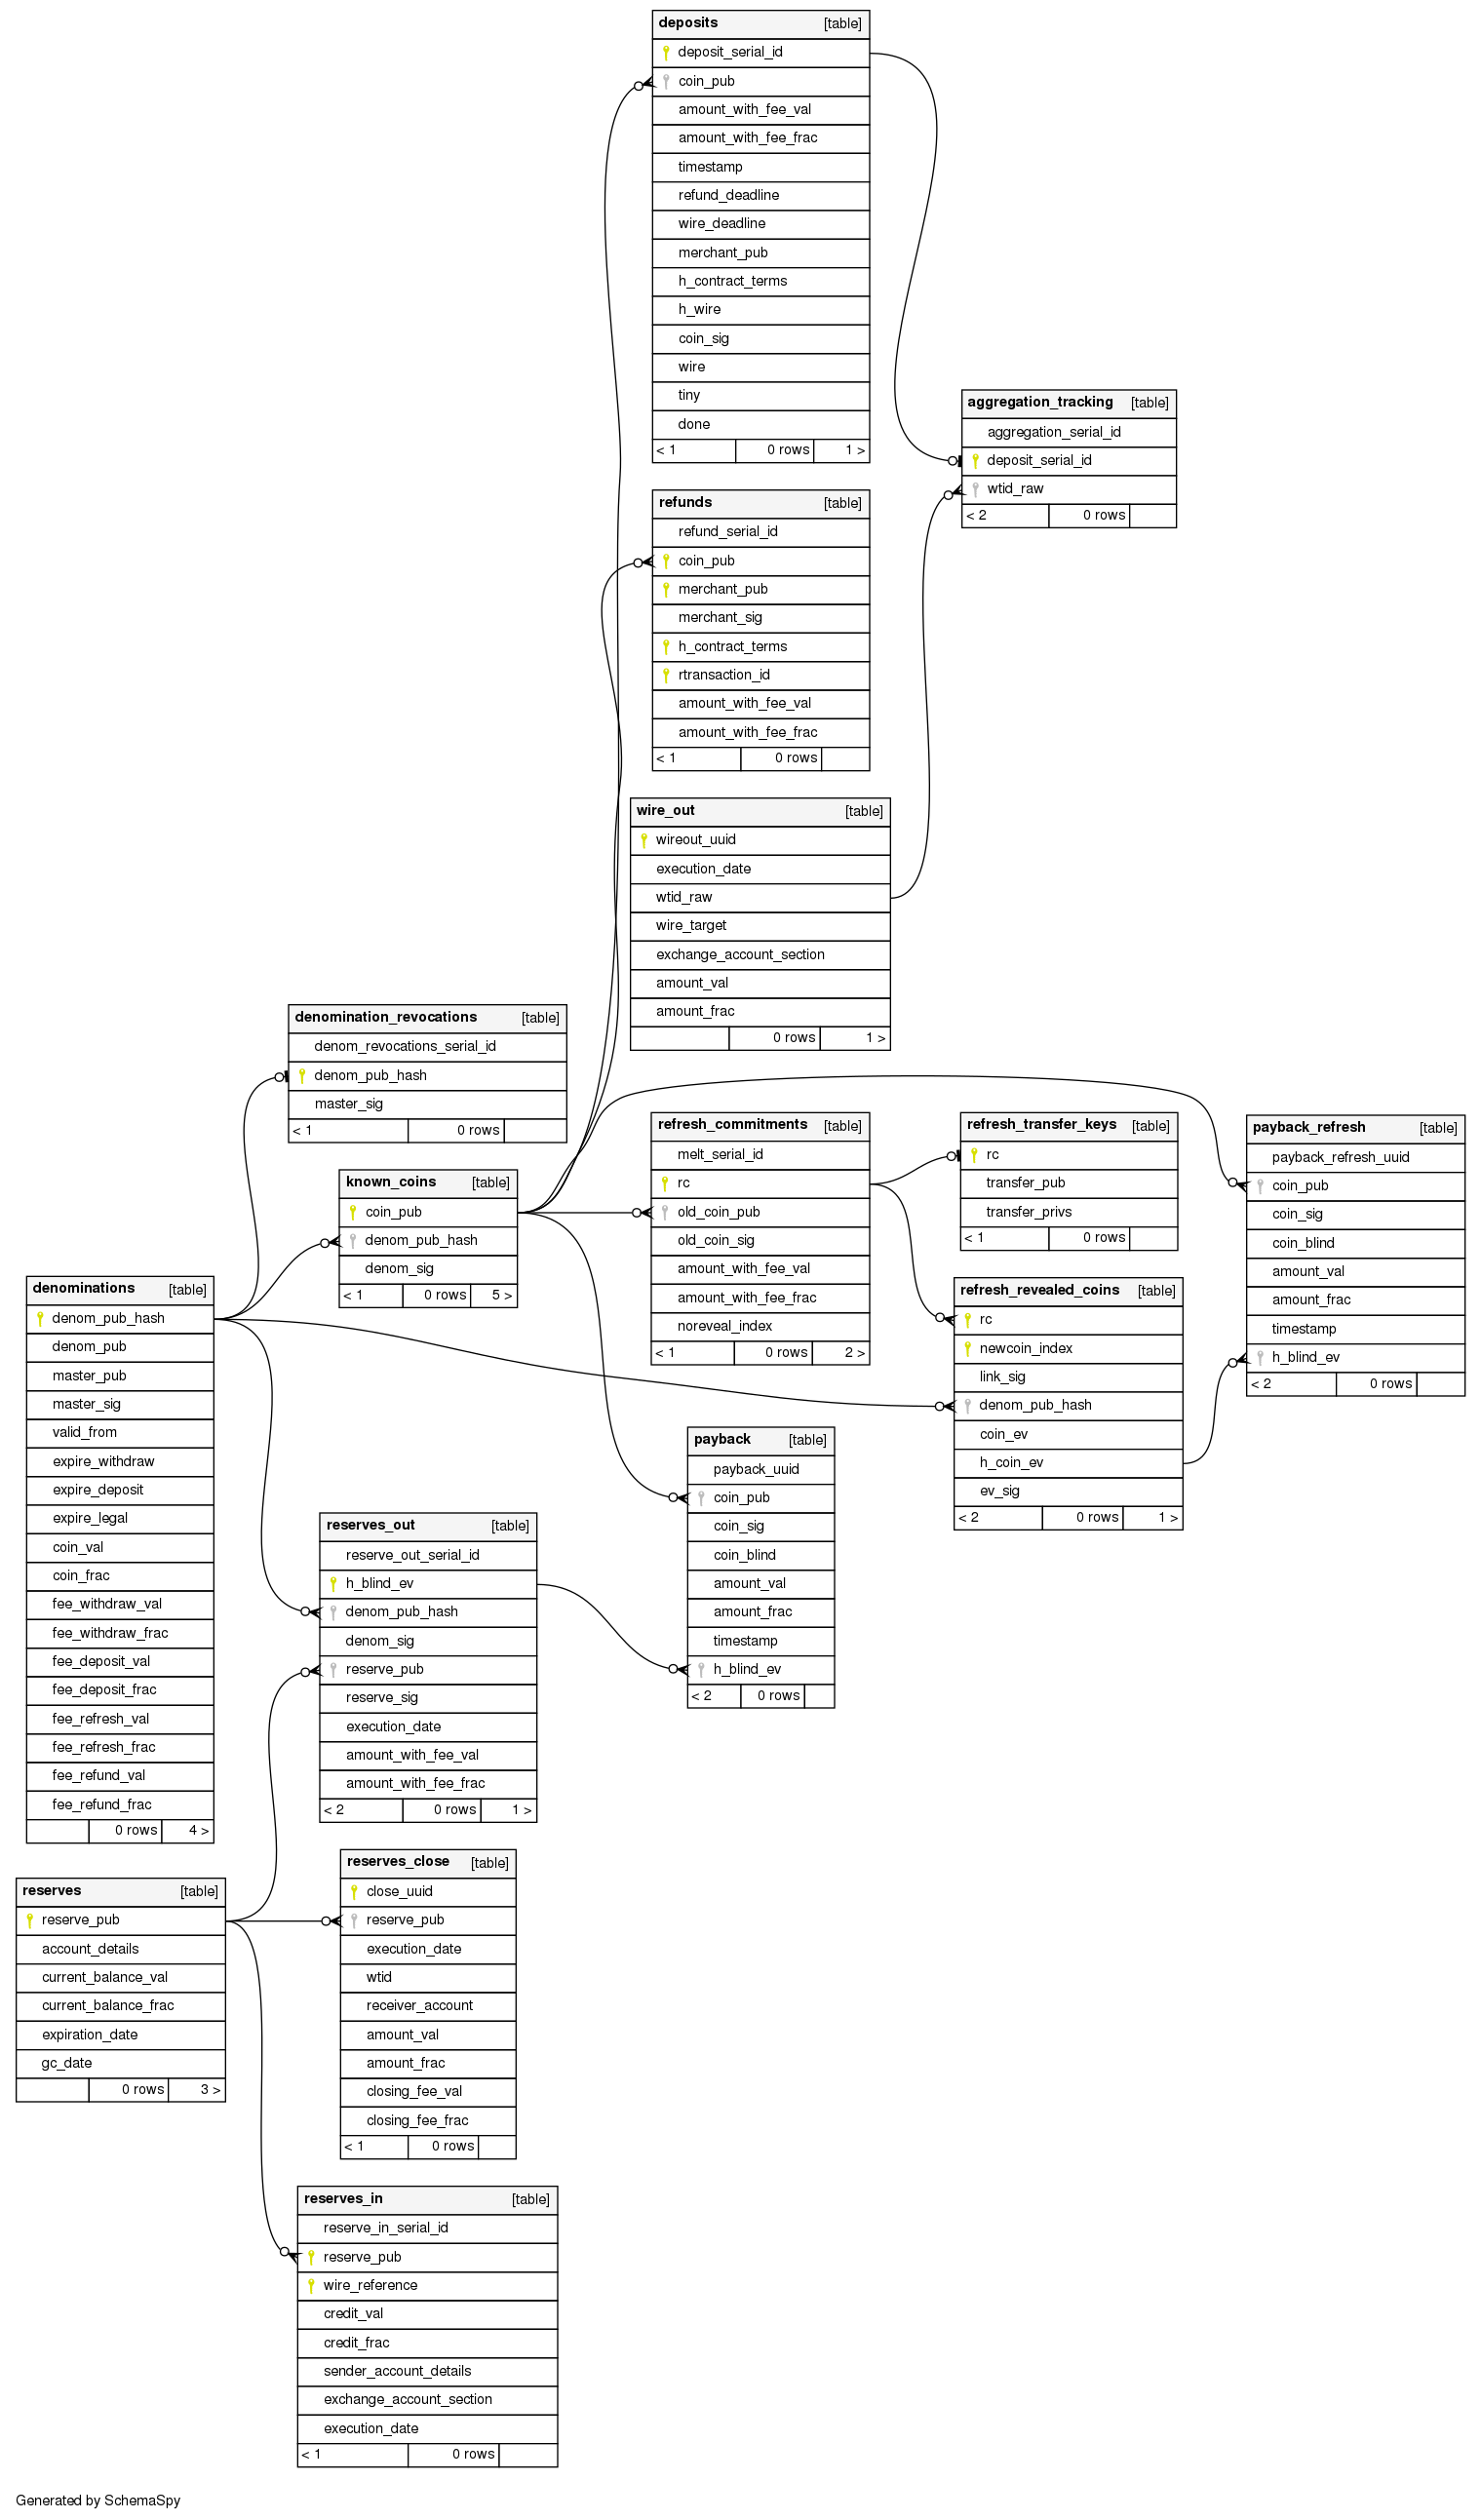 deposits [table]
deposit_serial_id
coin_pub
amount_with_fee_val
amount_with_fee_frac
timestamp
refund_deadline
wire_deadline
merchant_pub
h_contract_terms
h_wire
coin_sig
wire
tiny
done
< 1 0 rows 1 >
aggregation_tracking [table]
aggregation_serial_id
deposit_serial_id
wtid_raw
< 2 0 rows
refunds [table]
refund_serial_id
coin_pub
merchant_pub
merchant_sig
h_contract_terms
rtransaction_id
amount_with_fee_val
amount_with_fee_frac
< 1 0 rows
wire_out [table]
wireout_uuid
execution_date
wtid_raw
wire_target
exchange_account_section
amount_val
amount_frac
0 rows 1 >
denomination_revocations [table]
denom_revocations_serial_id
denom_pub_hash
master_sig
< 1 0 rows
known_coins [table]
coin_pub
denom_pub_hash
denom_sig
< 1 0 rows 5 >
refresh_commitments [table]
melt_serial_id
rc
old_coin_pub
old_coin_sig
amount_with_fee_val
amount_with_fee_frac
noreveal_index
< 1 0 rows 2 >
refresh_transfer_keys [table]
rc
transfer_pub
transfer_privs
< 1 0 rows
payback_refresh [table]
payback_refresh_uuid
coin_pub
coin_sig
coin_blind
amount_val
amount_frac
timestamp
h_blind_ev
< 2 0 rows
refresh_revealed_coins [table]
rc
newcoin_index
link_sig
denom_pub_hash
coin_ev
h_coin_ev
ev_sig
< 2 0 rows 1 >
denominations [table]
denom_pub_hash
denom_pub
master_pub
master_sig
valid_from
expire_withdraw
expire_deposit
expire_legal
coin_val
coin_frac
fee_withdraw_val
fee_withdraw_frac
fee_deposit_val
fee_deposit_frac
fee_refresh_val
fee_refresh_frac
fee_refund_val
fee_refund_frac
0 rows 4 >
payback [table]
payback_uuid
coin_pub
coin_sig
coin_blind
amount_val
amount_frac
timestamp
h_blind_ev
< 2 0 rows
reserves_out [table]
reserve_out_serial_id
h_blind_ev
denom_pub_hash
denom_sig
reserve_pub
reserve_sig
execution_date
amount_with_fee_val
amount_with_fee_frac
< 2 0 rows 1 >
reserves [table]
reserve_pub
account_details
current_balance_val
current_balance_frac
expiration_date
gc_date
0 rows 3 >
reserves_close [table]
close_uuid
reserve_pub
execution_date
wtid
receiver_account
amount_val
amount_frac
closing_fee_val
closing_fee_frac
< 1 0 rows
reserves_in [table]
reserve_in_serial_id
reserve_pub
wire_reference
credit_val
credit_frac
sender_account_details
exchange_account_section
execution_date
< 1 0 rows
Generated by SchemaSpy